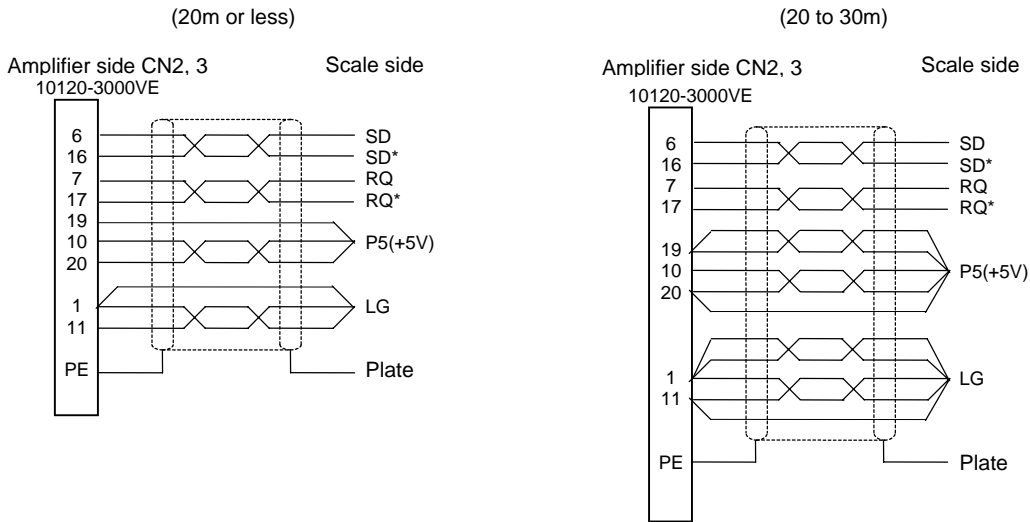 (20m or less)
Amplifier side CN2, 3
Scale side
10120-3000VE
6
SD
16
SD*
7
RQ
17
RQ*
19
10
P5(+5V)
20
1
LG
11
PE
Plate
(20 to 30m)
Amplifier side CN2, 3
Scale side
10120-3000VE
6
SD
16
SD*
7
RQ
17
RQ*
19
10
P5(+5V)
20
1
LG
11
PE
Plate